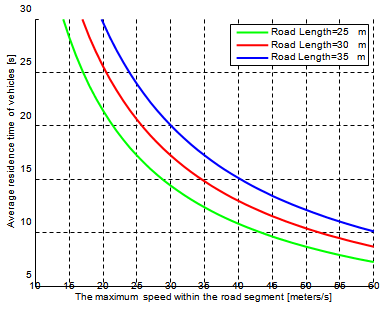 30
25
20
15
10
5
Average residence time of vehicles [s]
Road Length=25 m
Road Length=30 m
Road Length=35 m
10 15 20 25 30 35 40 45 50 55 60
The maximum speed within the road segment [meters/s]